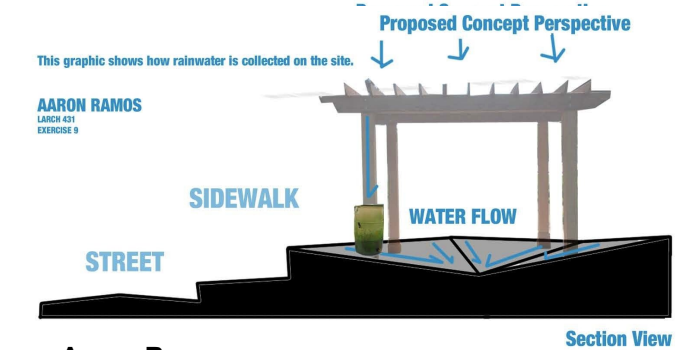 Proposed Concept Perspective
This graphic shows how rainwater is collected on the site.
AARON RAMOS
LARCH 431
EXERCISE 9
SIDEWALK
WATER FLOW
STREET
Section View